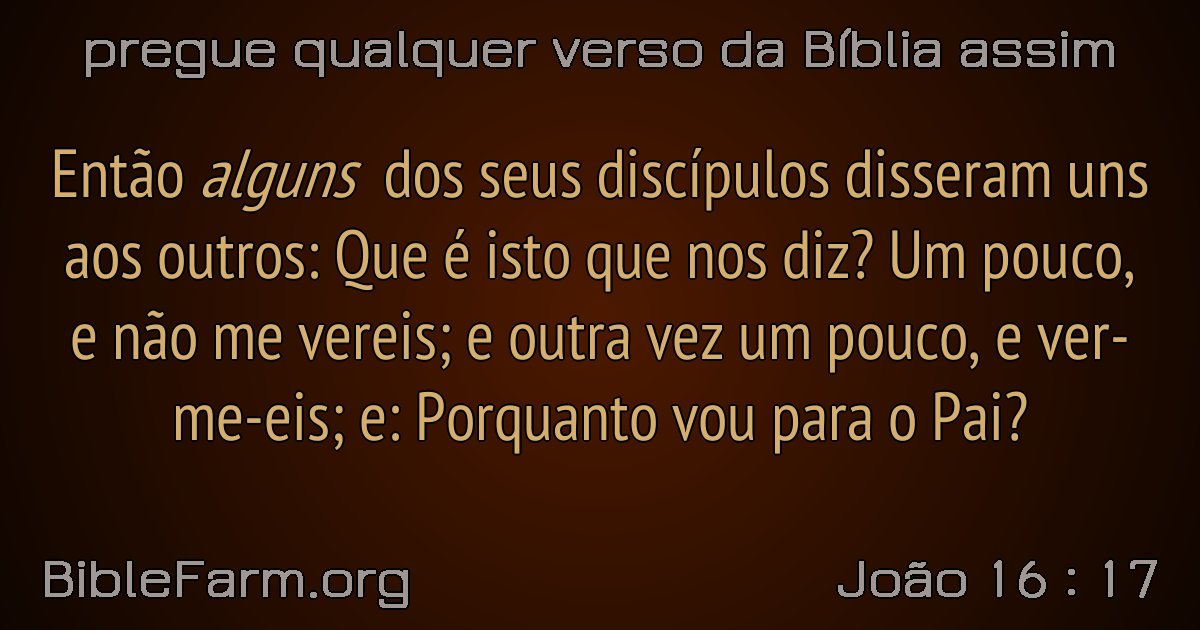 pregue qualquer verso da Bíblia assim
Então alguns dos seus discípulos disseram uns
aos outros: Que é isto que nos diz? Um pouco,
e não me vereis; e outra vez um pouco, e ver-
me-eis; e: Porquanto vou para o Pai?
BibleFarm.org
João 16 : 17